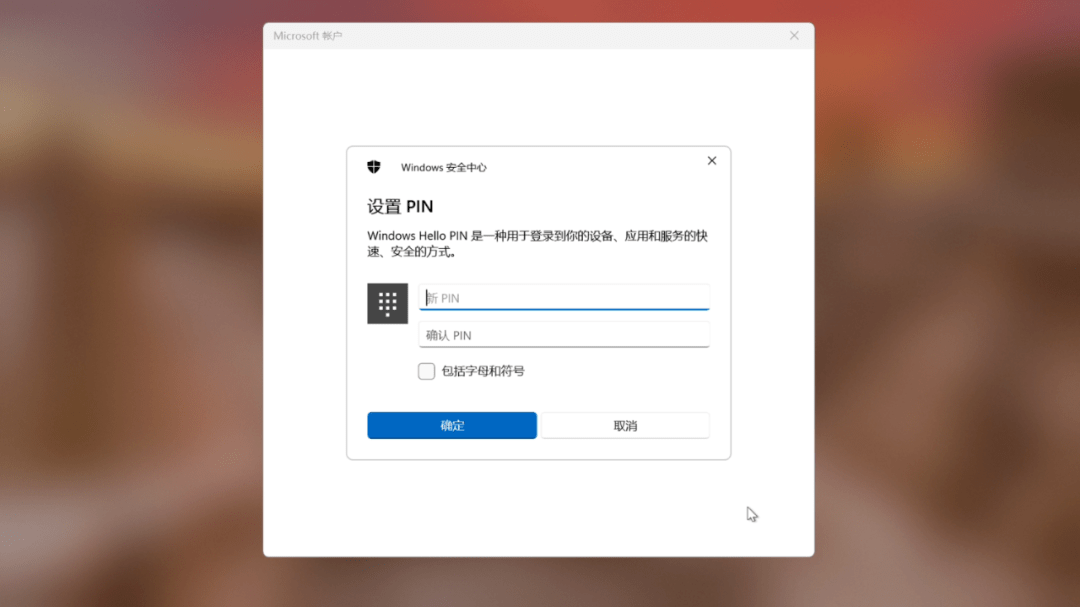 Microsoft 帐户
Windows 安全中心
设置 PIN
Windows Hello PIN 是一种用于登录到你的设备、应用和服务的快
速、安全的方式。
新 PIN
确认 PIN
包括字母和符号
确定
取消